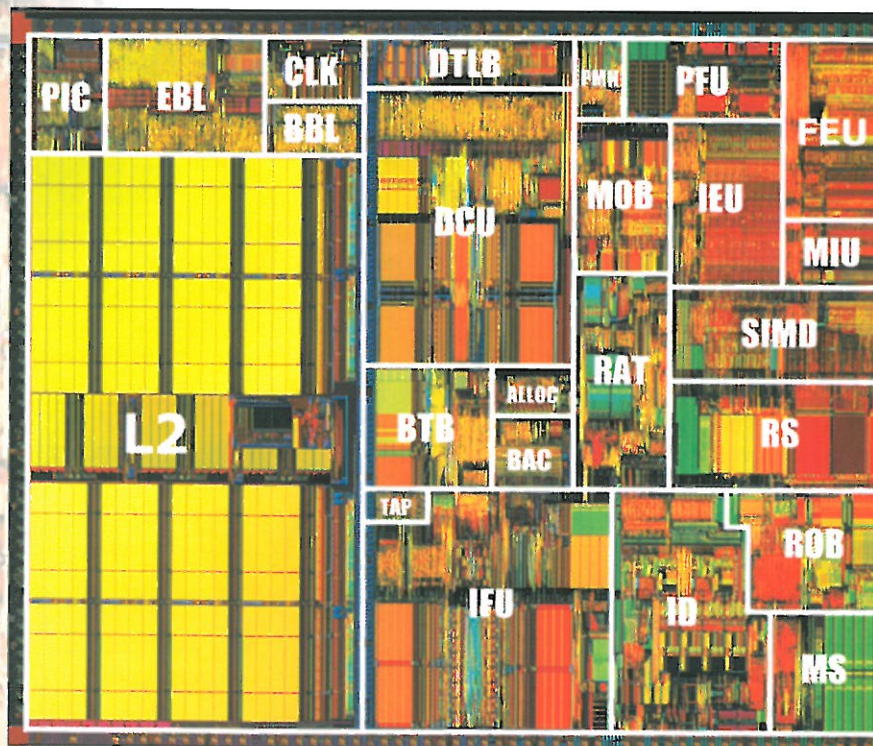 PIC
EBL
CLK
BBL
DTLB
PMH
PFU
FEU
DCU
MOB
IEU
MIU
SIMD
RAT
RS
L2
BTB
ALLOC
BAC
TAP
IFU
ID
ROB
MS